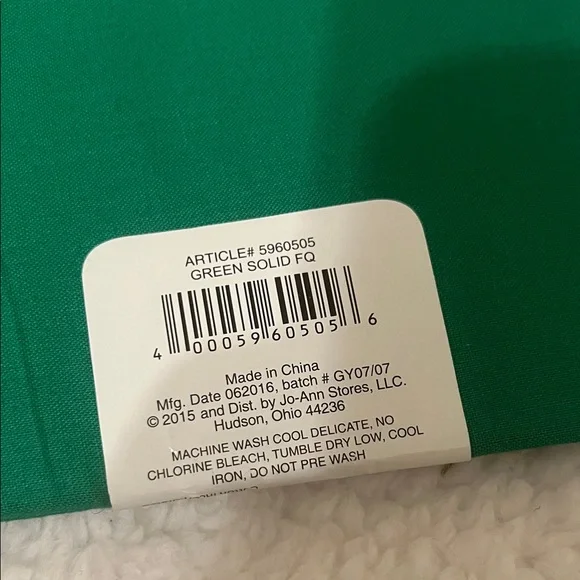 ARTICLE# 5960505
GREEN SOLID FQ
4 00059 60505 6
Made in China
Mfg. Date 062016, batch # GY07/07
© 2015 and Dist. by Jo-Ann Stores, LLC.
Hudson, Ohio 44236
MACHINE WASH COOL DELICATE, NO
CHLORINE BLEACH, TUMBLE DRY LOW, COOL
IRON, DO NOT PRE WASH